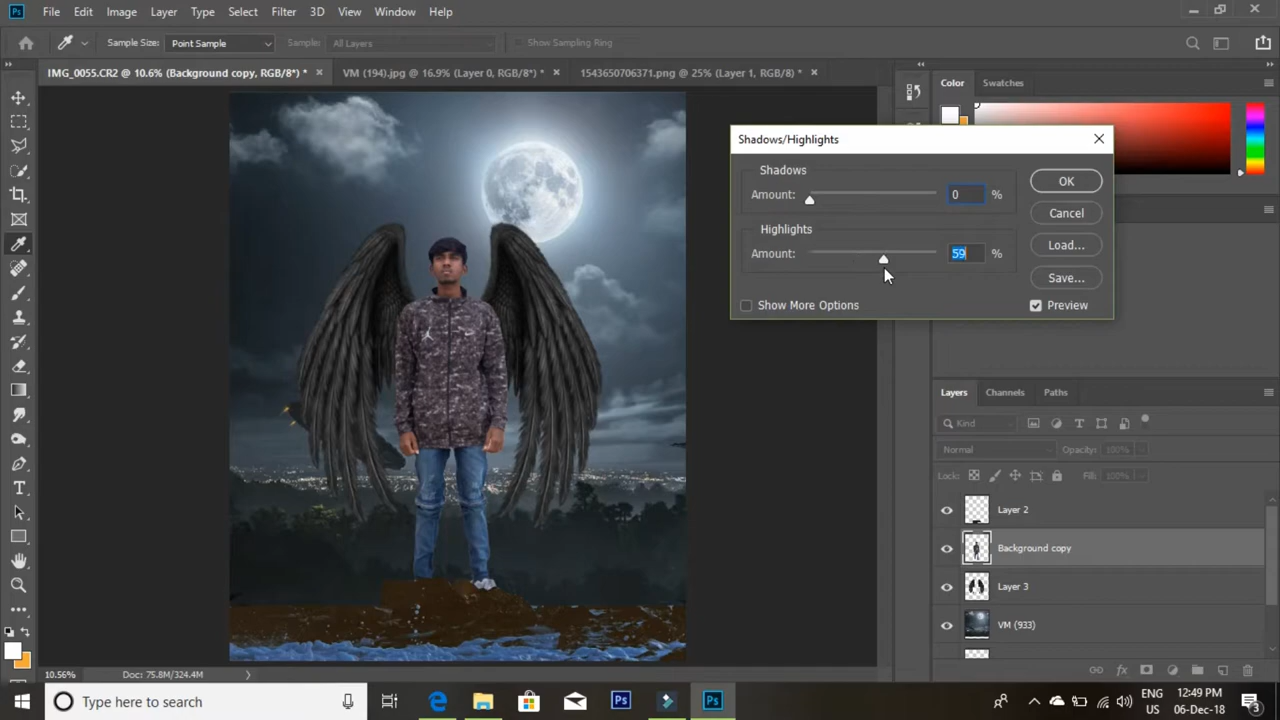 Ps File Edit Image Layer Type Select Filter 3D View Window Help
Sample Size: Point Sample Sample: All Layers Show Sampling Ring
IMG_0055.CR2 @ 10.6% (Background copy, RGB/8*) * × VM (194).jpg @ 16.9% (Layer 0, RGB/8*) * × 1543650706371.png @ 25% (Layer 1, RGB/8) * ×
Color Swatches
Shadows/Highlights
Shadows
Amount: 0 %
OK
Cancel
Highlights
Amount: 59 %
Load...
Save...
Show More Options
Preview
Layers Channels Paths
Kind
Normal Opacity: 100%
Lock: Fill: 100%
Layer 2
Background copy
Layer 3
VM (933)
fx
10.56% Doc: 75.8M/324.4M
Type here to search
Ps
Ps
ENG
US
12:49 PM
06-Dec-18
3